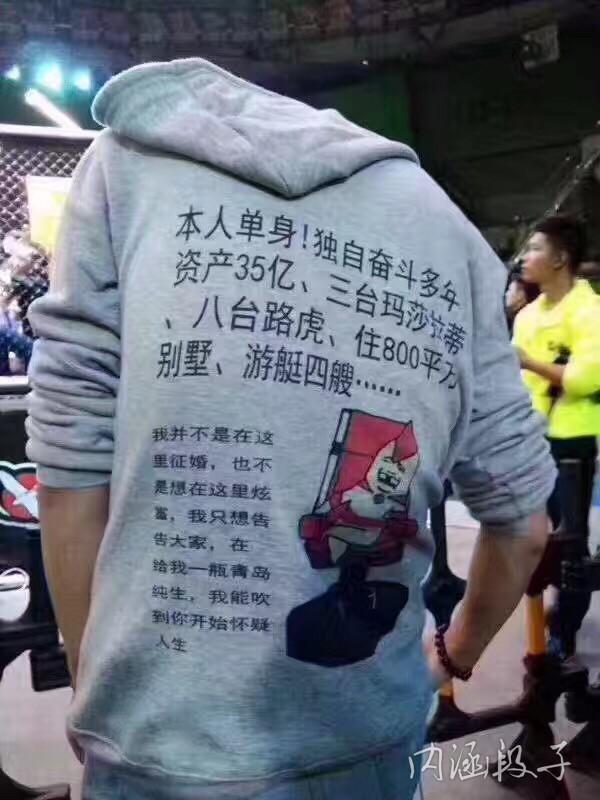 本人单身!独自奋斗多年
资产35亿、三台玛莎拉蒂
、八台路虎、住800平方
别墅、游艇四艘......
我并不是在这
里征婚，也不
是想在这里炫
富，我只想告
告大家，在
给我一瓶青岛
纯生，我能吹
到你开始怀疑
人生
内涵段子